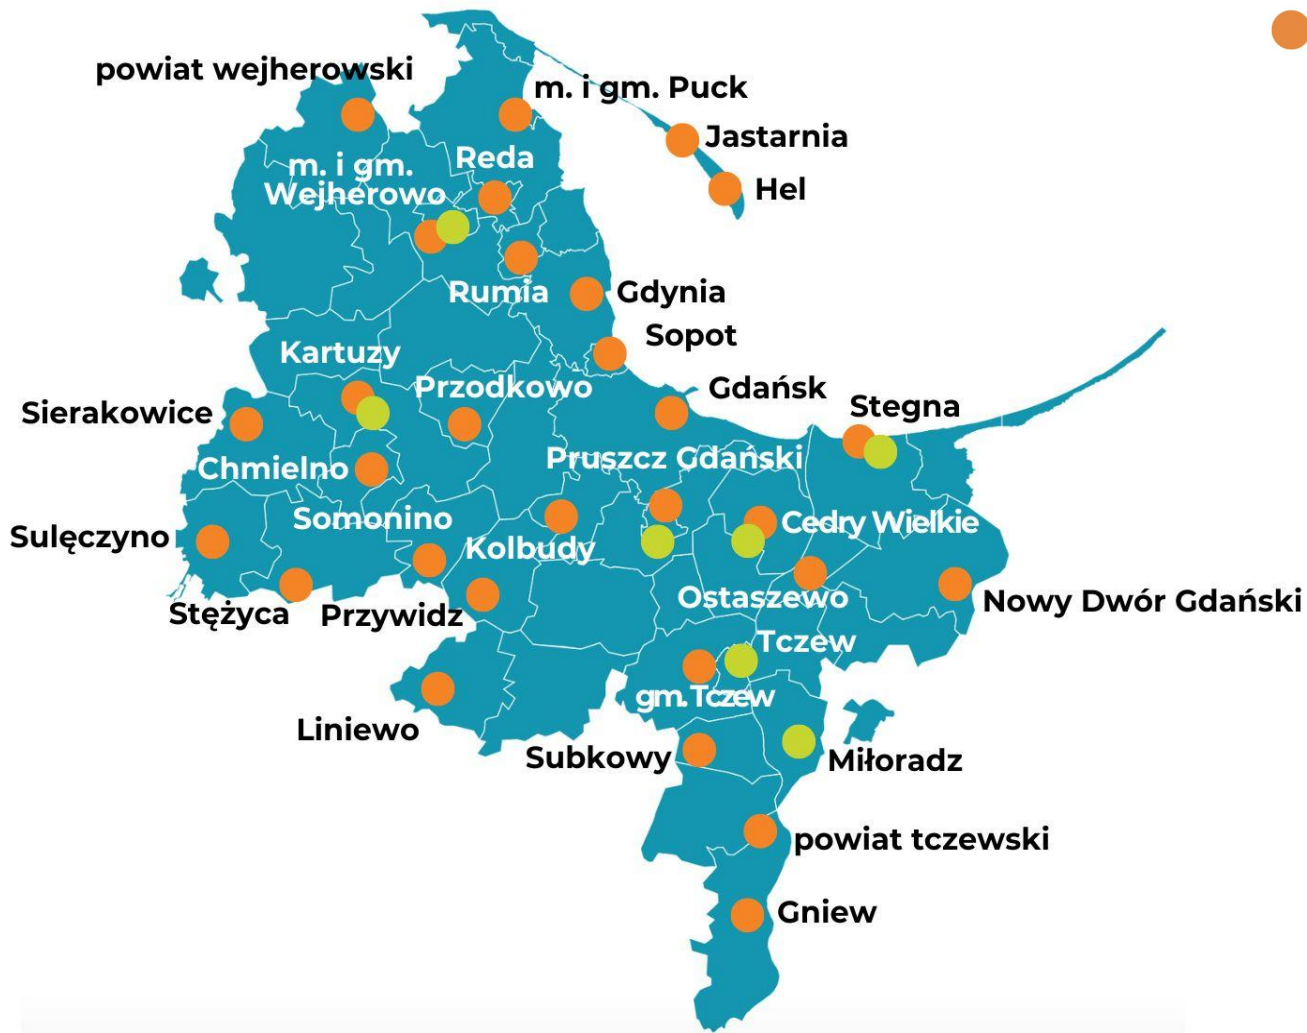 powiat wejherowski
m. i gm. Puck
Jastarnia
Reda
m. i gm.
Wejherowo
Hel
Rumia
Gdynia
Sopot
Kartuzy
Przodkowo
Gdańsk
Stegna
Sierakowice
Chmielno
Pruszcz Gdański
Somonino
Cedry Wielkie
Sulęczyno
Kolbudy
Ostaszewo
Nowy Dwór Gdański
Stężyca
Przywidz
Tczew
gm. Tczew
Liniewo
Subkowy
Miłoradz
powiat tczewski
Gniew